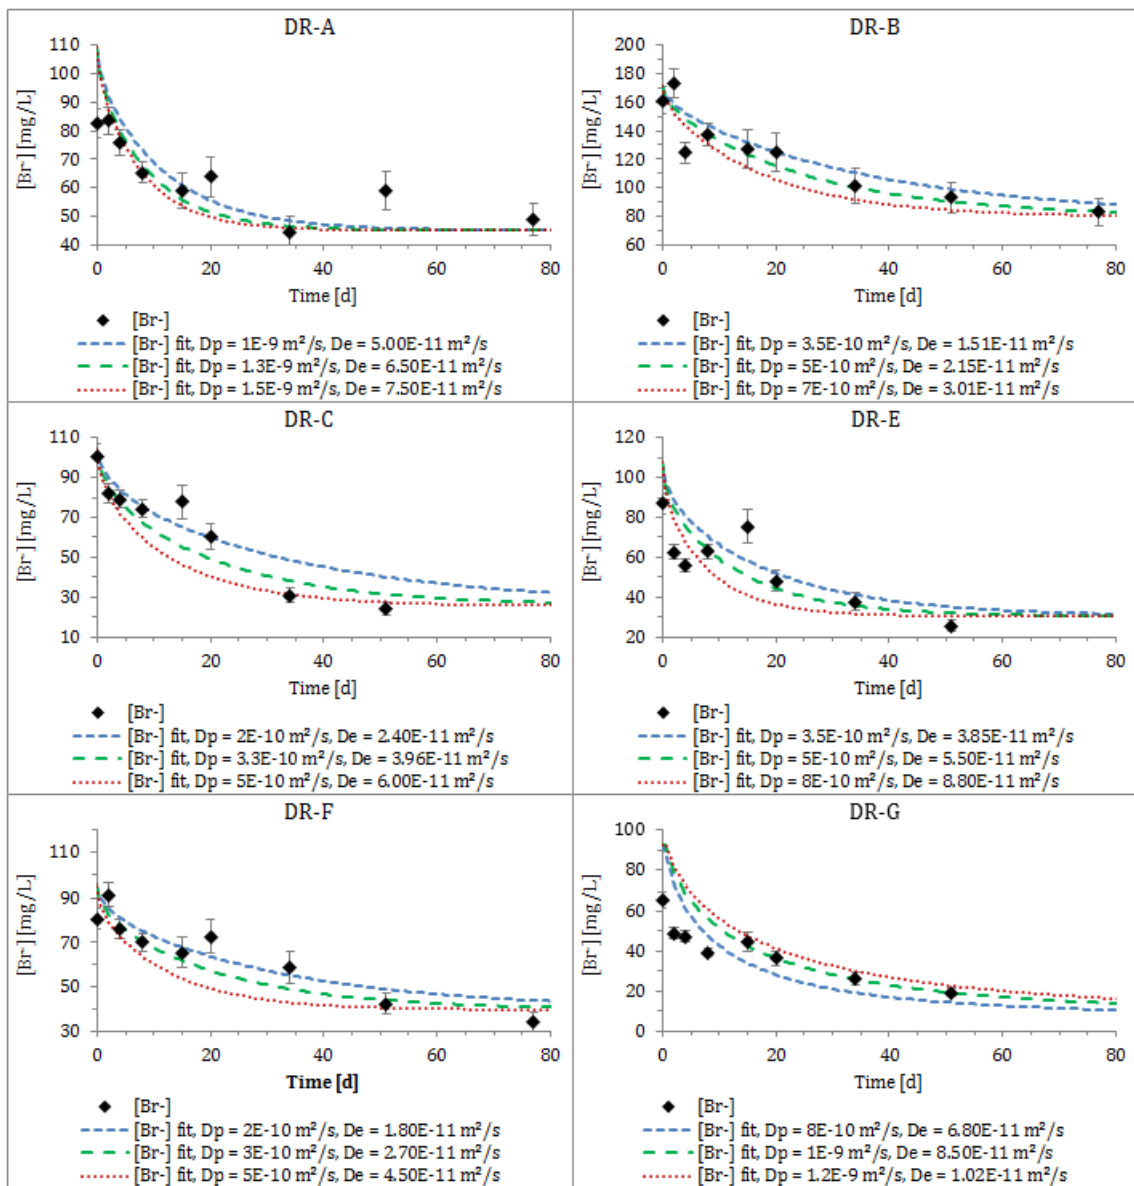 DR-A
110
100
90
80
70
60
50
40
[Br-] [mg/L]
0 20 40 60 80
Time [d]
[Br-]
[Br-] fit, Dp = 1E-9 m²/s, De = 5.00E-11 m²/s
[Br-] fit, Dp = 1.3E-9 m²/s, De = 6.50E-11 m²/s
[Br-] fit, Dp = 1.5E-9 m²/s, De = 7.50E-11 m²/s
DR-B
200
180
160
140
120
100
80
60
[Br-] [mg/L]
0 20 40 60 80
Time [d]
[Br-]
[Br-] fit, Dp = 3.5E-10 m²/s, De = 1.51E-11 m²/s
[Br-] fit, Dp = 5E-10 m²/s, De = 2.15E-11 m²/s
[Br-] fit, Dp = 7E-10 m²/s, De = 3.01E-11 m²/s
DR-C
110
90
70
50
30
10
[Br-] [mg/L]
0 20 40 60 80
Time [d]
[Br-]
[Br-] fit, Dp = 2E-10 m²/s, De = 2.40E-11 m²/s
[Br-] fit, Dp = 3.3E-10 m²/s, De = 3.96E-11 m²/s
[Br-] fit, Dp = 5E-10 m²/s, De = 6.00E-11 m²/s
DR-E
120
100
80
60
40
20
[Br-] [mg/L]
0 20 40 60 80
Time [d]
[Br-]
[Br-] fit, Dp = 3.5E-10 m²/s, De = 3.85E-11 m²/s
[Br-] fit, Dp = 5E-10 m²/s, De = 5.50E-11 m²/s
[Br-] fit, Dp = 8E-10 m²/s, De = 8.80E-11 m²/s
DR-F
110
90
70
50
30
[Br-] [mg/L]
0 20 40 60 80
Time [d]
[Br-]
[Br-] fit, Dp = 2E-10 m²/s, De = 1.80E-11 m²/s
[Br-] fit, Dp = 3E-10 m²/s, De = 2.70E-11 m²/s
[Br-] fit, Dp = 5E-10 m²/s, De = 4.50E-11 m²/s
DR-G
100
80
60
40
20
0
[Br-] [mg/L]
0 20 40 60 80
Time [d]
[Br-]
[Br-] fit, Dp = 8E-10 m²/s, De = 6.80E-11 m²/s
[Br-] fit, Dp = 1E-9 m²/s, De = 8.50E-11 m²/s
[Br-] fit, Dp = 1.2E-9 m²/s, De = 1.02E-11 m²/s